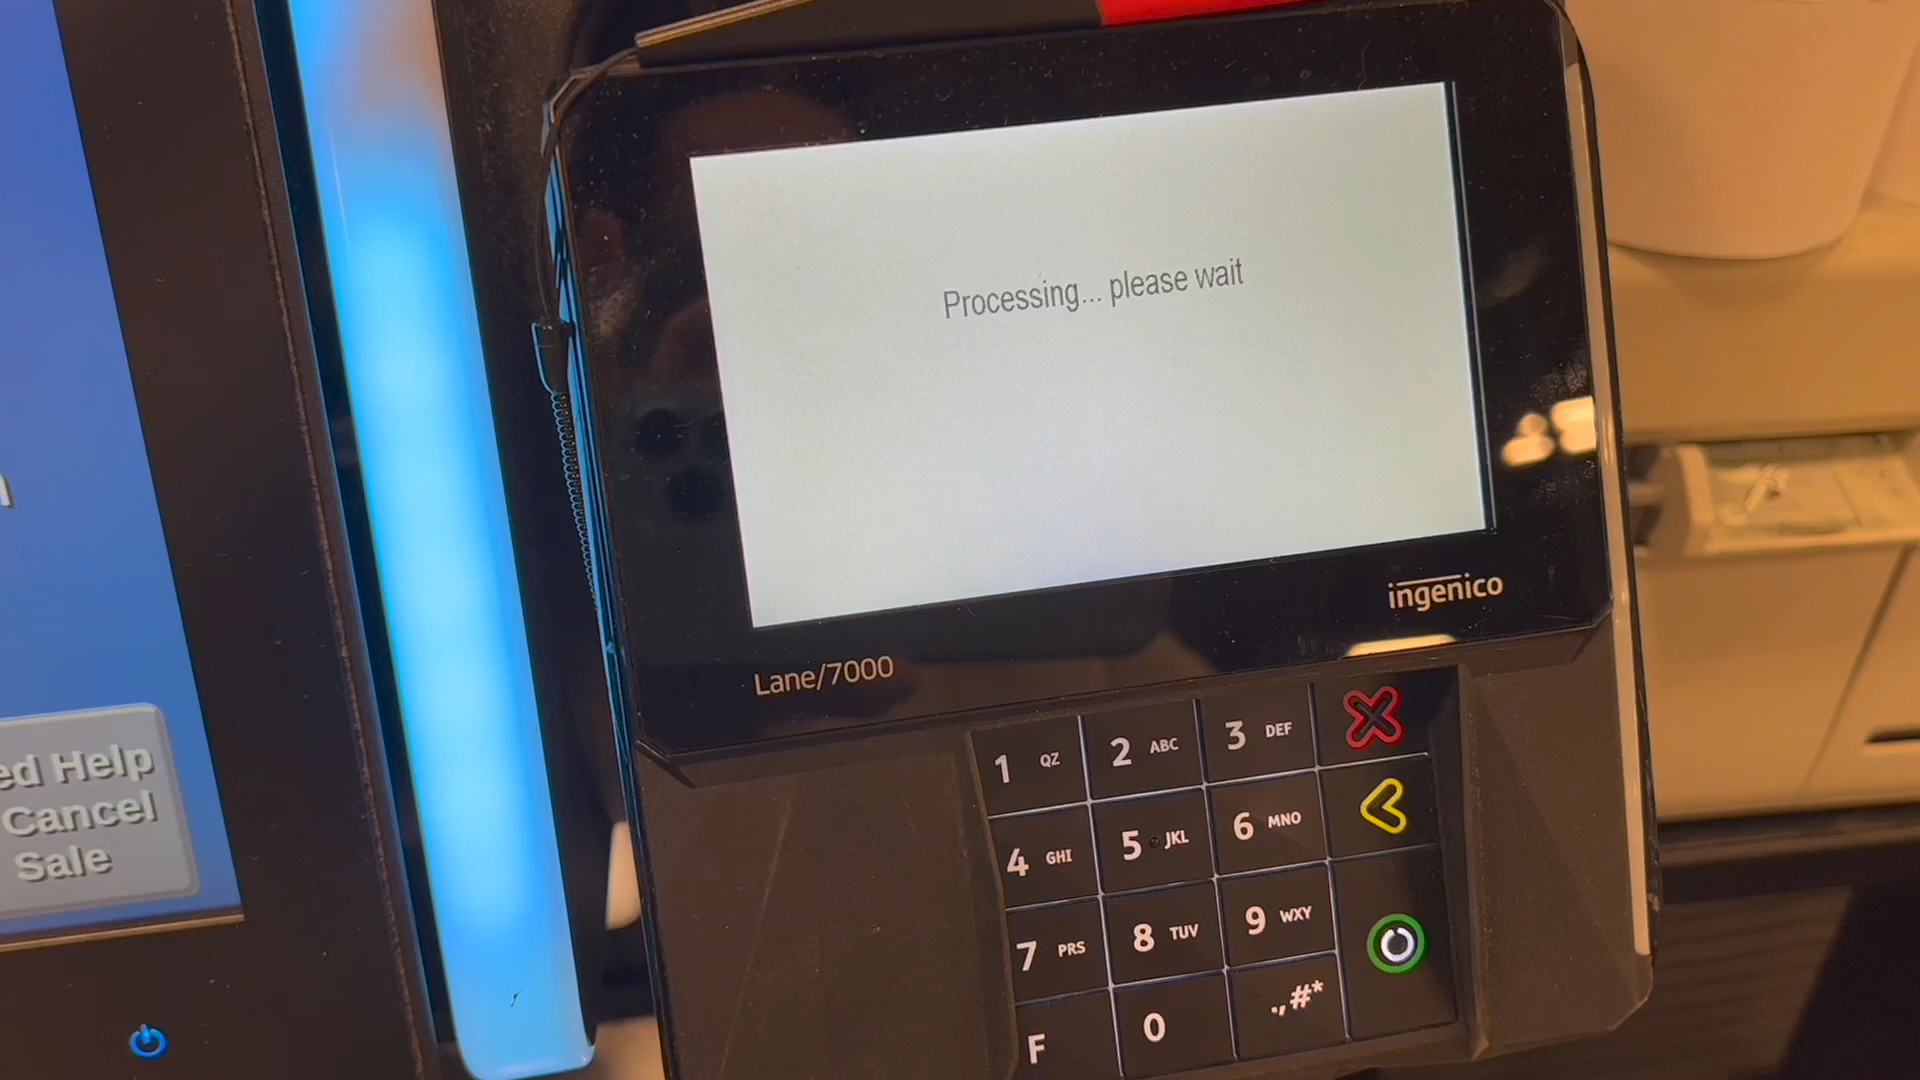 Processing... please wait
ingenico
Lane/7000
Help
Cancel
Sale
1 QZ
2 ABC
3 DEF
4 GHI
5 JKL
6 MNO
7 PRS
8 TUV
9 WXY
F
0
.,#*